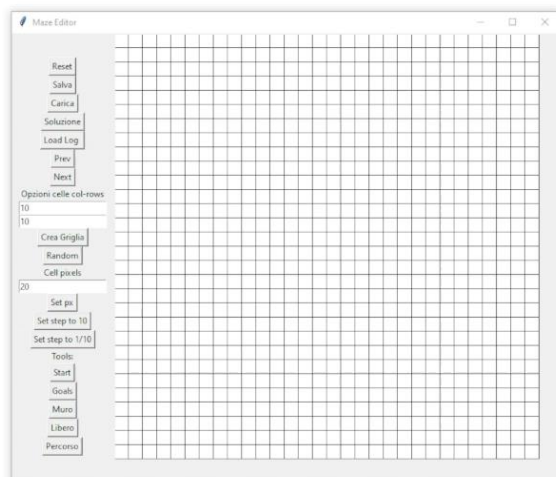 Maze Editor
Reset
Salva
Carica
Soluzione
Load Log
Prev
Next
Opzioni celle col-rows
10
10
Crea Griglia
Random
Cell pixels
20
Set px
Set step to 10
Set step to 1/10
Tools:
Start
Goals
Muro
Libero
Percorso